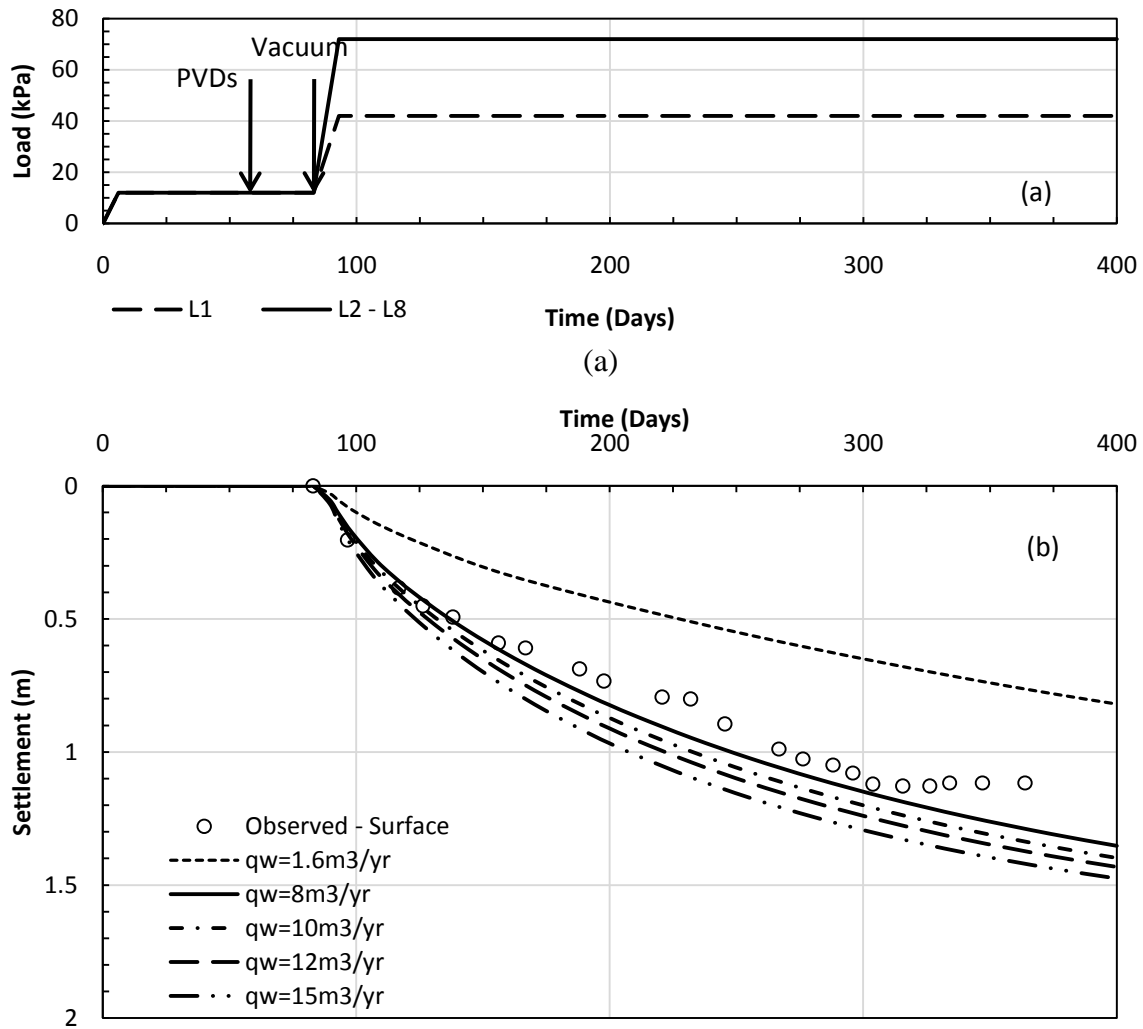 80
60
40
20
0
Load (kPa)
Vacuum
PVDs
(a)
0 100 200 300 400
L1 L2 - L8
Time (Days)
(a)
Time (Days)
0 100 200 300 400
0
0.5
1
1.5
2
Settlement (m)
(b)
Observed - Surface
qw=1.6m3/yr
qw=8m3/yr
qw=10m3/yr
qw=12m3/yr
qw=15m3/yr